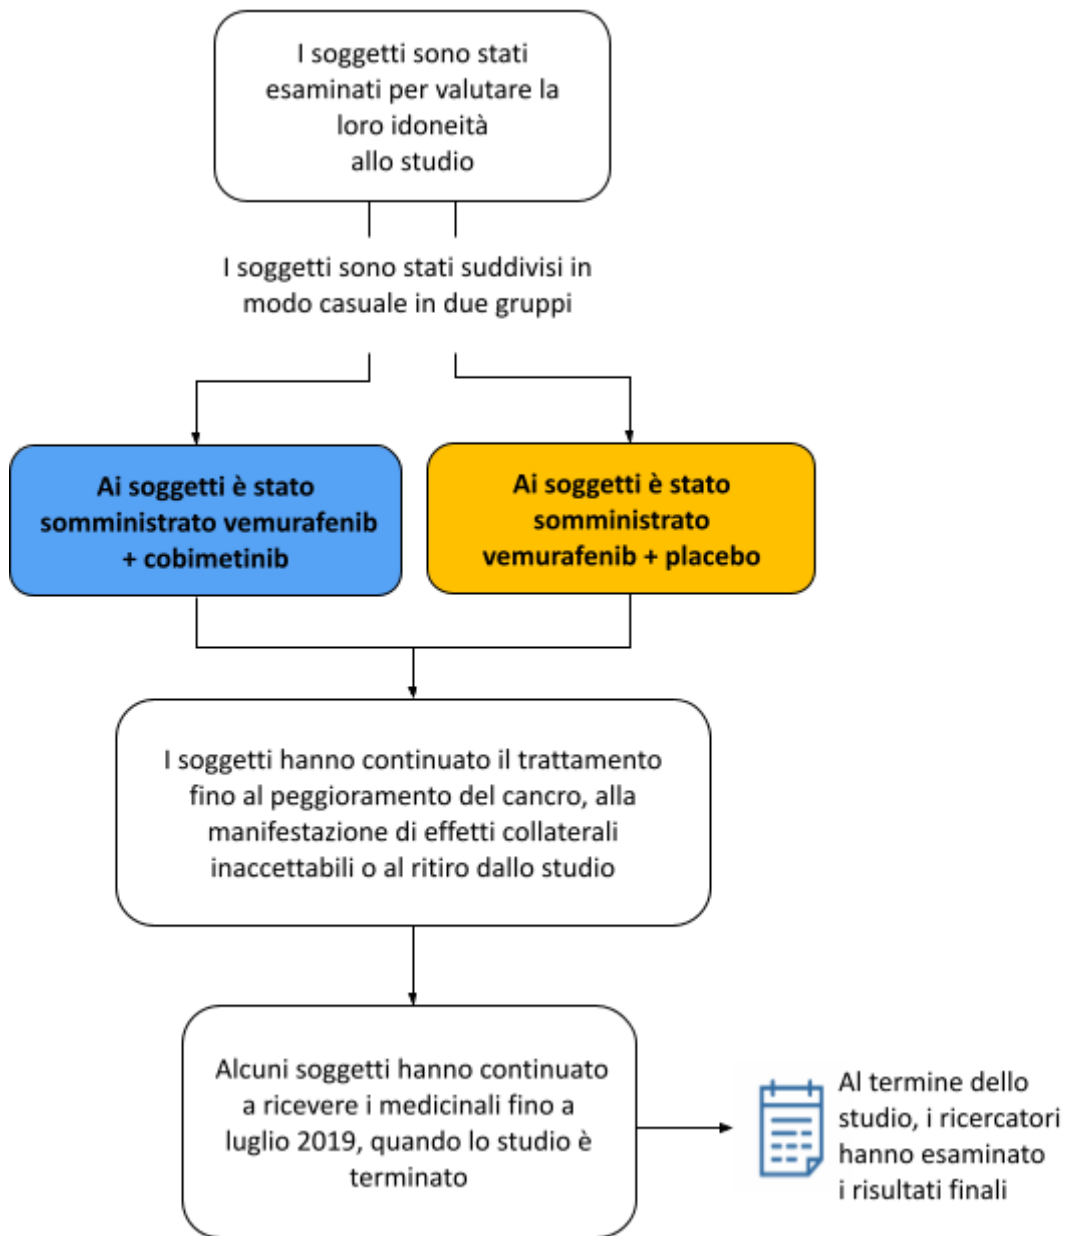 I soggetti sono stati
esaminati per valutare la
loro idoneità
allo studio
I soggetti sono stati suddivisi in
modo casuale in due gruppi
Ai soggetti è stato
somministrato vemurafenib
+ cobimetinib
Ai soggetti è stato
somministrato
vemurafenib + placebo
I soggetti hanno continuato il trattamento
fino al peggioramento del cancro, alla
manifestazione di effetti collaterali
inaccettabili o al ritiro dallo studio
Alcuni soggetti hanno continuato
a ricevere i medicinali fino a
luglio 2019, quando lo studio è
terminato
Al termine dello
studio, i ricercatori
hanno esaminato
i risultati finali